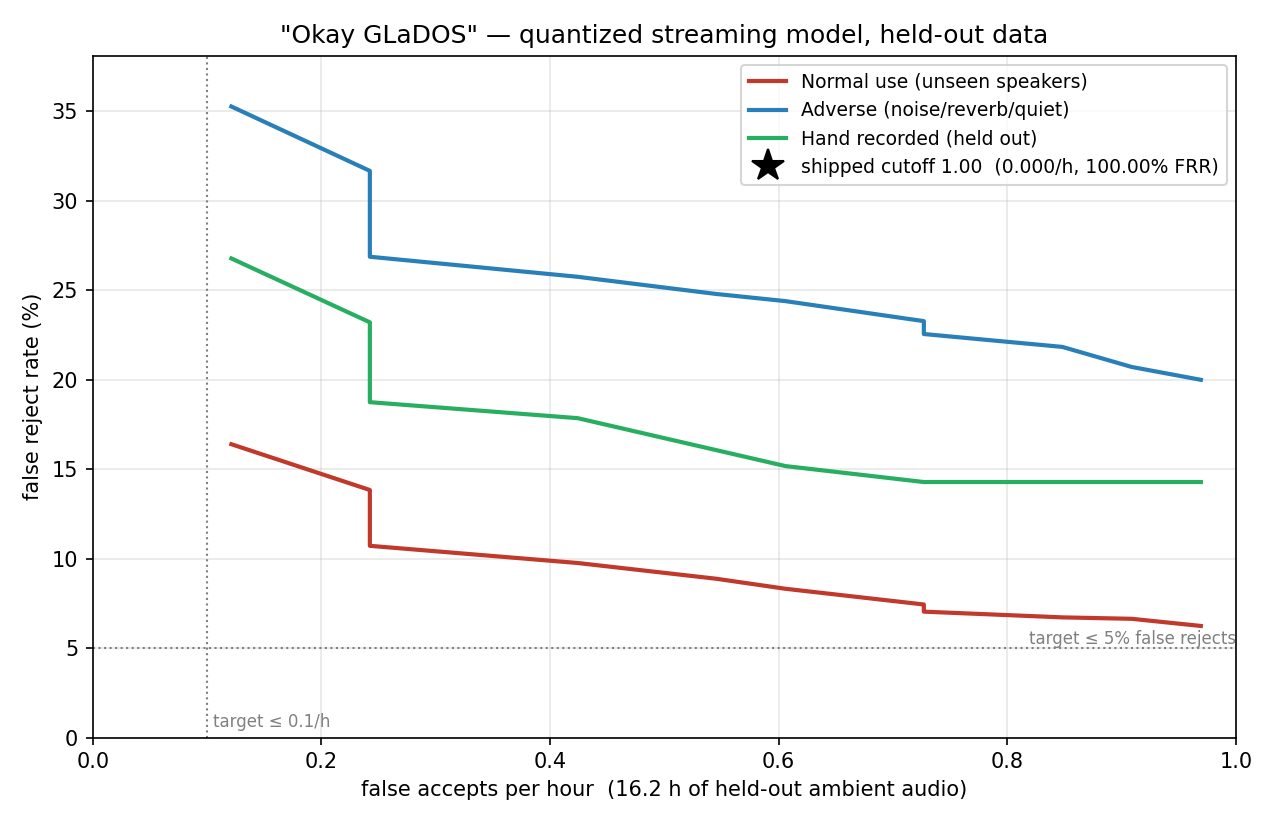 "Okay GLaDOS" — quantized streaming model, held-out data
Normal use (unseen speakers)
Adverse (noise/reverb/quiet)
Hand recorded (held out)
shipped cutoff 1.00  (0.000/h, 100.00% FRR)
false reject rate (%)
35
30
25
20
15
10
5
0
target ≤ 5% false rejects
target ≤ 0.1/h
0.0 0.2 0.4 0.6 0.8 1.0
false accepts per hour  (16.2 h of held-out ambient audio)